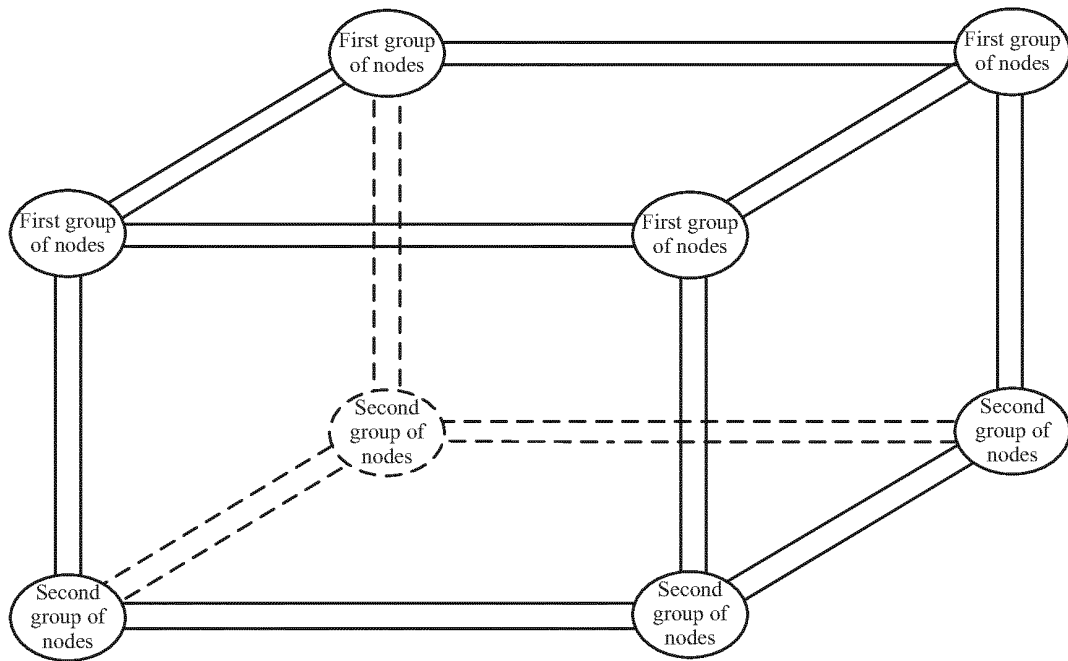 First group
of nodes
First group
of nodes
First group
of nodes
First group
of nodes
Second
group of
nodes
Second
group of
nodes
Second
group of
nodes
Second
group of
nodes